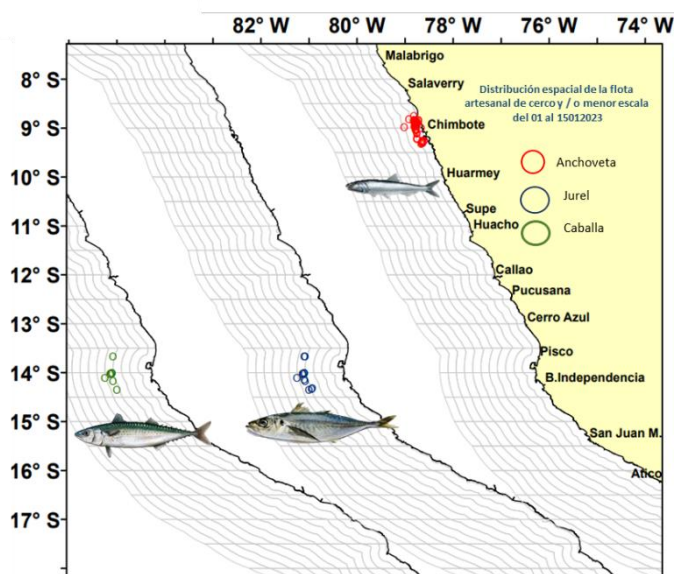 82 W
80°W
78°W
76°W
74°W
8° S
9° S
10° S
11° S
12° S
13° S
14° S
15° S
16° S
17° S
Malabrigo
Salaverry
Chimbote
Huarmey
Supe
Huacho
Callao
Pucusana
Cerro Azul
Pisco
B.Independencia
San Juan M.
Atico
Distribución espacial de la flota
artesanal de cerco y / o menor escala
del 01 al 15012023
Anchoveta
Jurel
Caballa